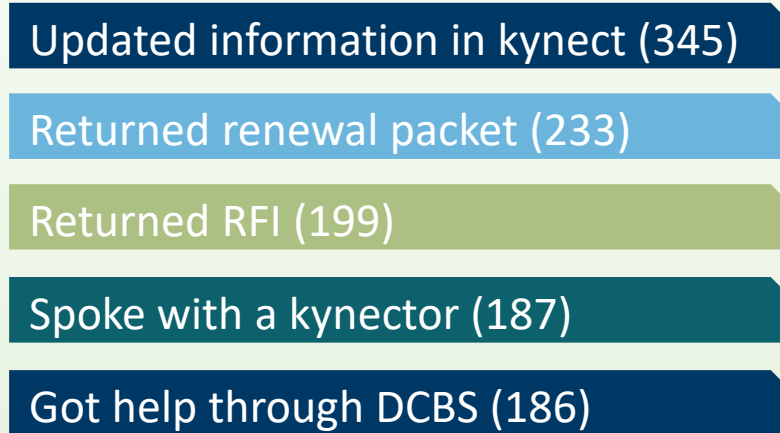 Updated information in kynect (345)
Returned renewal packet (233)
Returned RFI (199)
Spoke with a kynector (187)
Got help through DCBS (186)